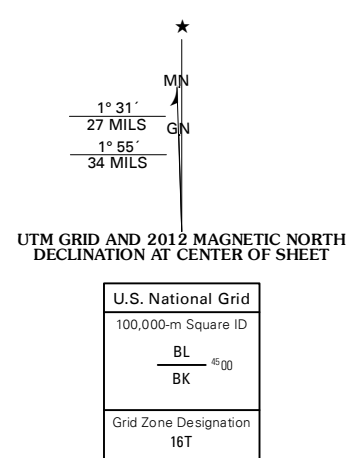 ★
MN
1° 31´
27 MILS
GN
1° 55´
34 MILS
UTM GRID AND 2012 MAGNETIC NORTH
DECLINATION AT CENTER OF SHEET
U.S. National Grid
100,000-m Square ID
BL
4500
BK
Grid Zone Designation
16T